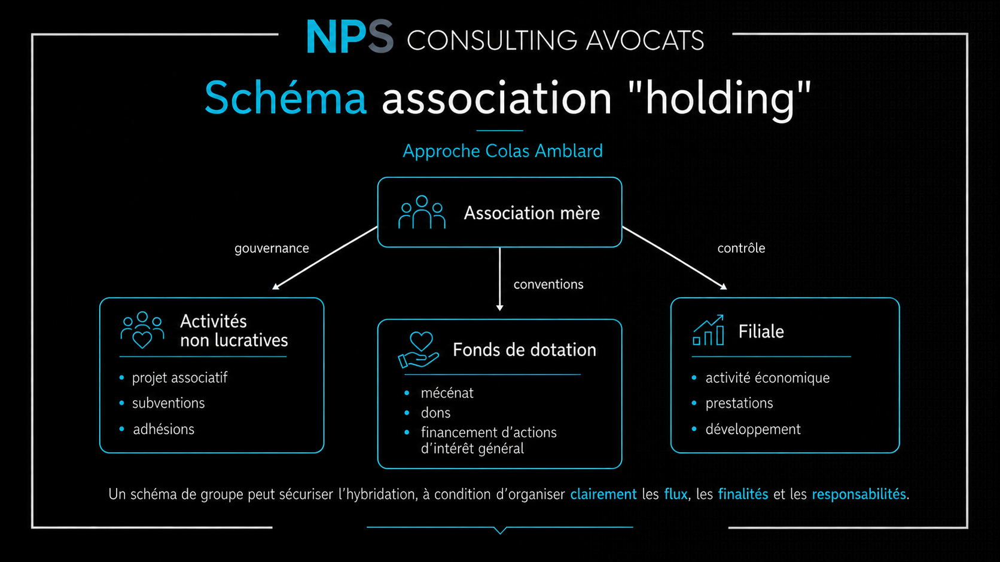 NPS CONSULTING AVOCATS
Schéma association "holding"
Approche Colas Amblard
Association mère
gouvernance
contrôle
conventions
Activités
non lucratives
• projet associatif
• subventions
• adhésions
Fonds de dotation
• mécénat
• dons
• financement d’actions
d’intérêt général
Filiale
• activité économique
• prestations
• développement
Un schéma de groupe peut sécuriser l’hybridation, à condition d’organiser clairement les flux, les finalités et les responsabilités.